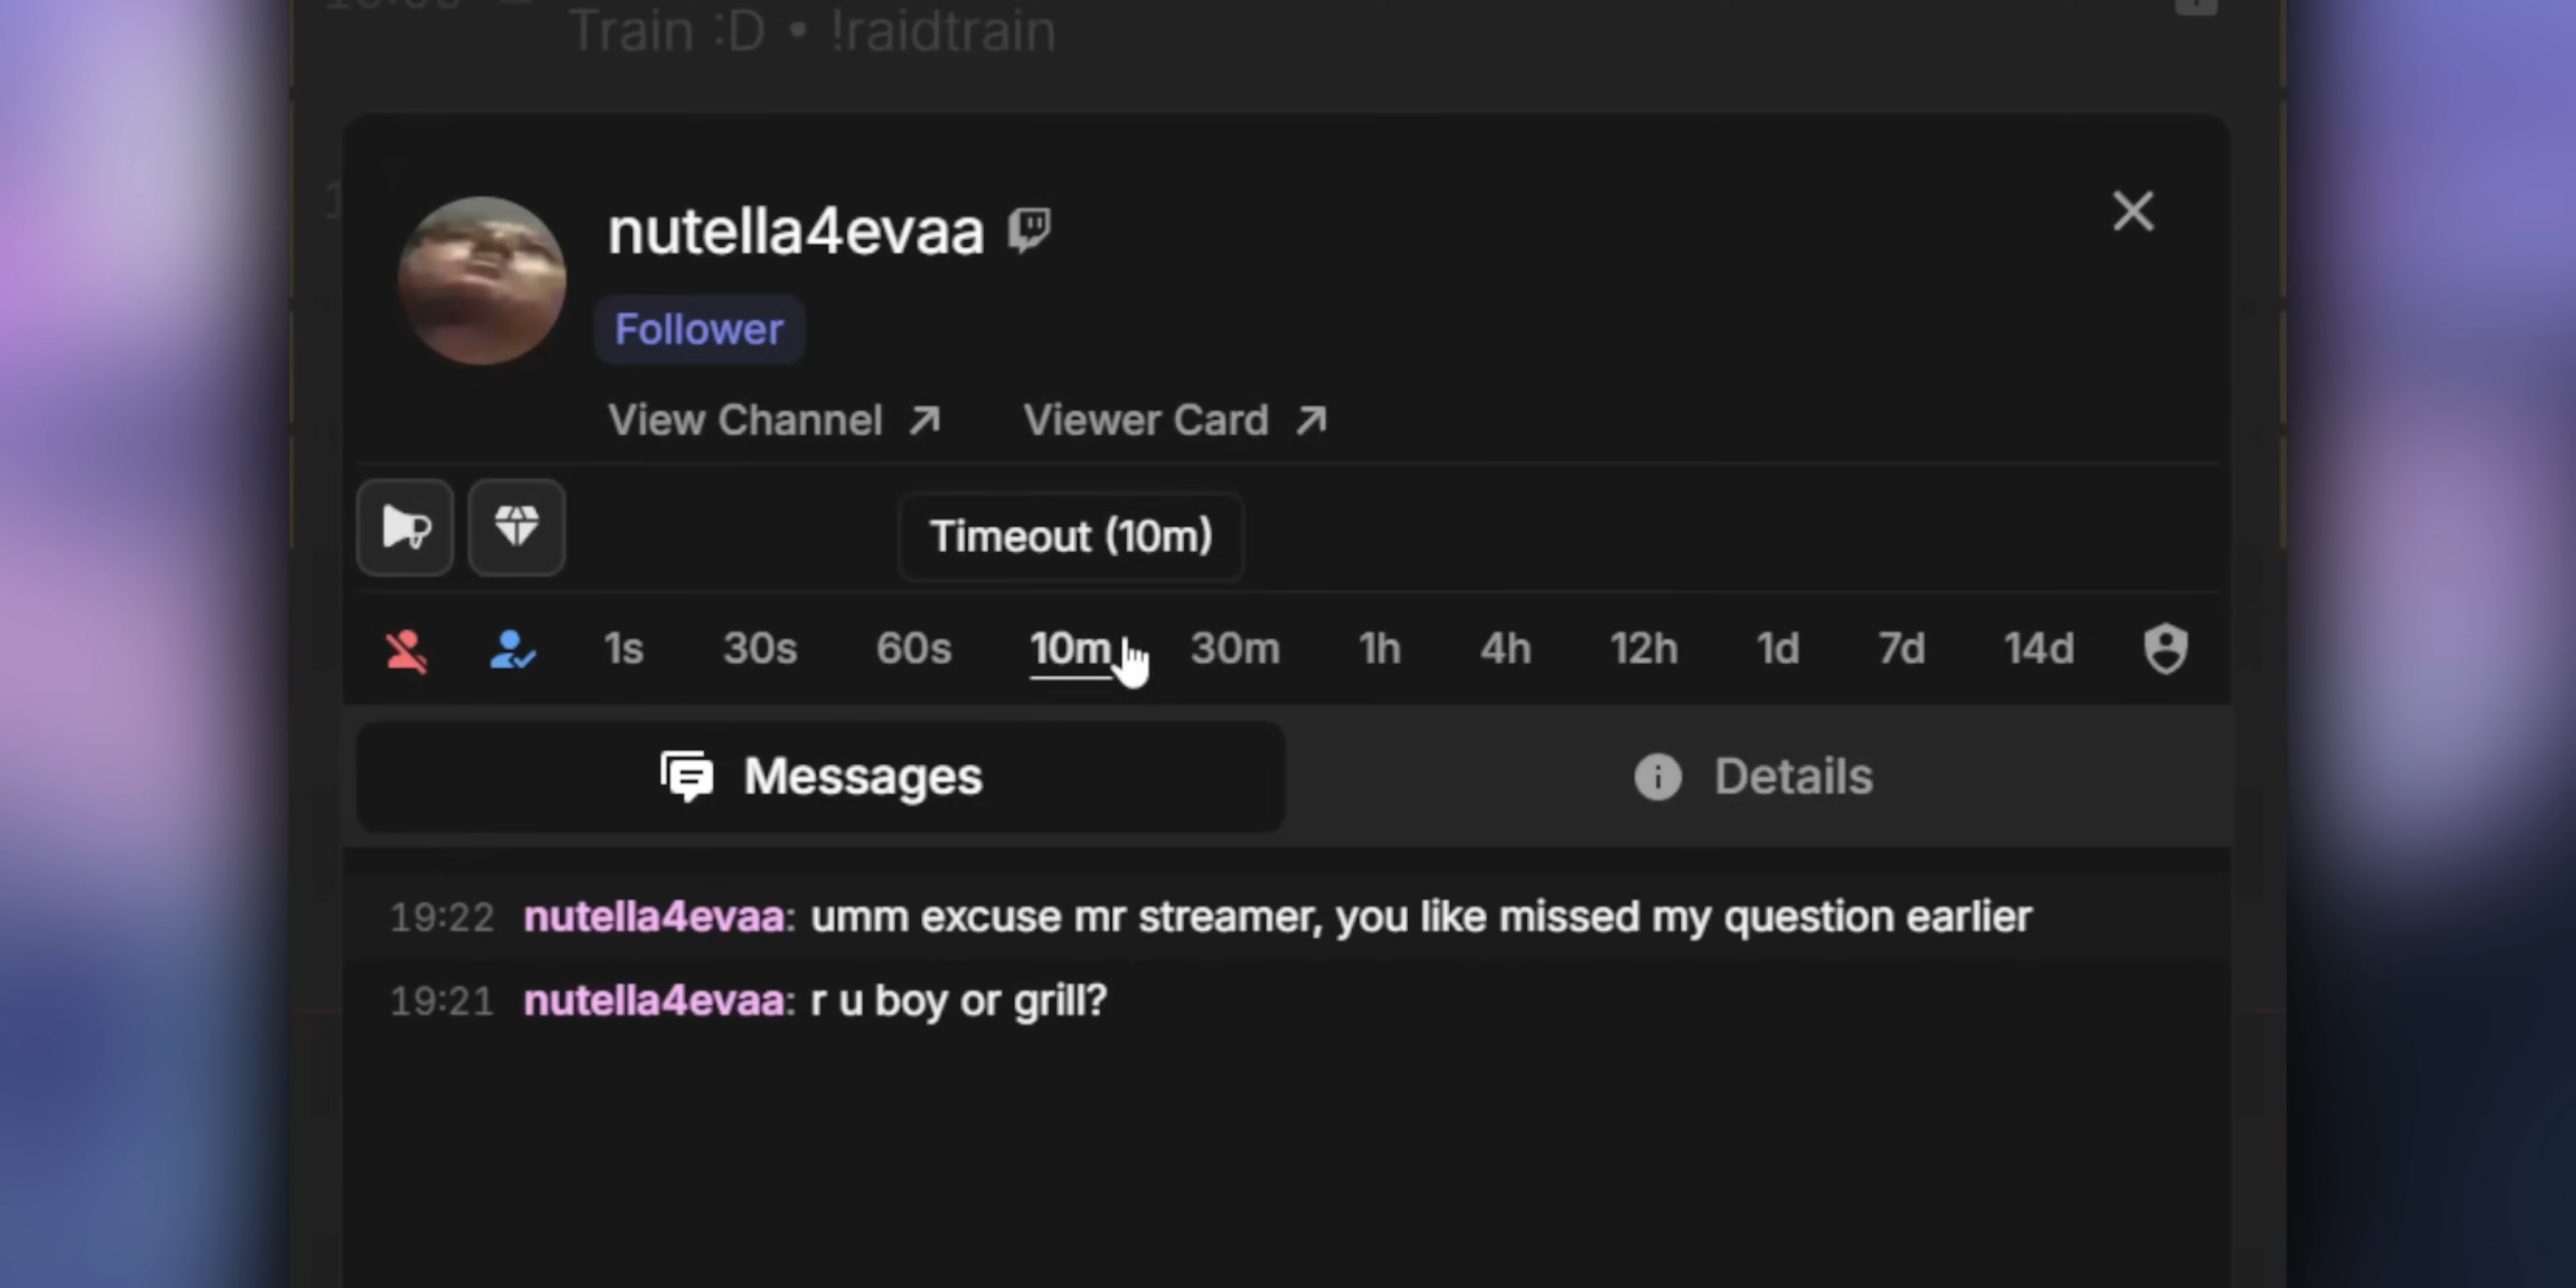 Train :D • !raidtrain
nutella4evaa
Follower
View Channel Viewer Card
Timeout (10m)
1s 30s 60s 10m 30m 1h 4h 12h 1d 7d 14d
Messages Details
19:22 nutella4evaa: umm excuse mr streamer, you like missed my question earlier
19:21 nutella4evaa: r u boy or grill?